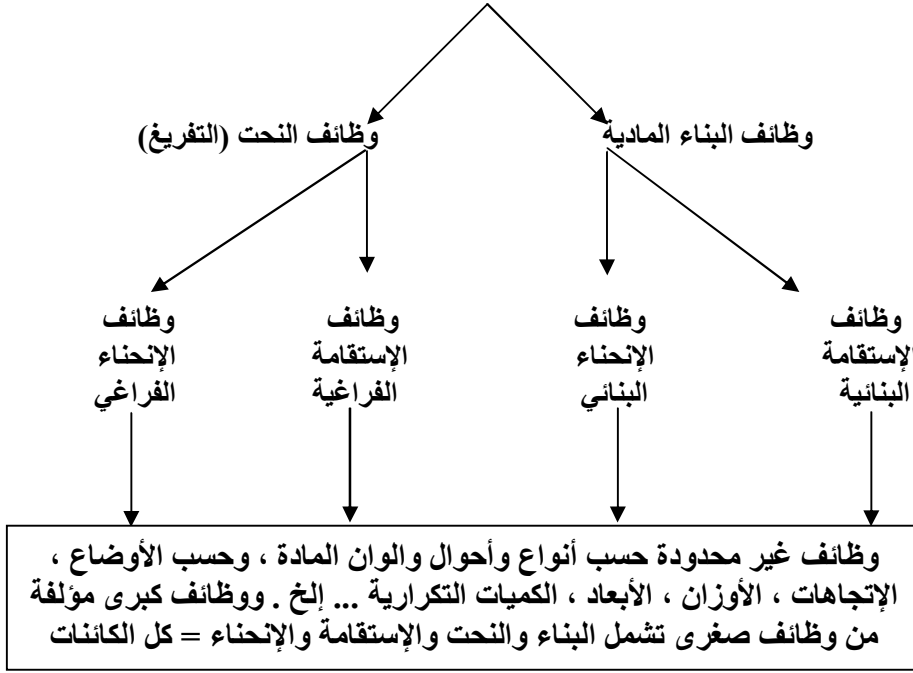 وظائف البناء المادية
وظائف النحت (التفريغ)
وظائف
الإستقامة
البنائية
وظائف
الإنحناء
البنائي
وظائف
الإستقامة
الفراغية
وظائف
الإنحناء
الفراغي
وظائف غير محدودة حسب أنواع وأحوال والوان المادة ، وحسب الأوضاع ،
الإتجاهات ، الأوزان ، الأبعاد ، الكميات التكرارية ... إلخ . ووظائف كبرى مؤلفة
من وظائف صغرى تشمل البناء والنحت والإستقامة والإنحناء = كل الكائنات